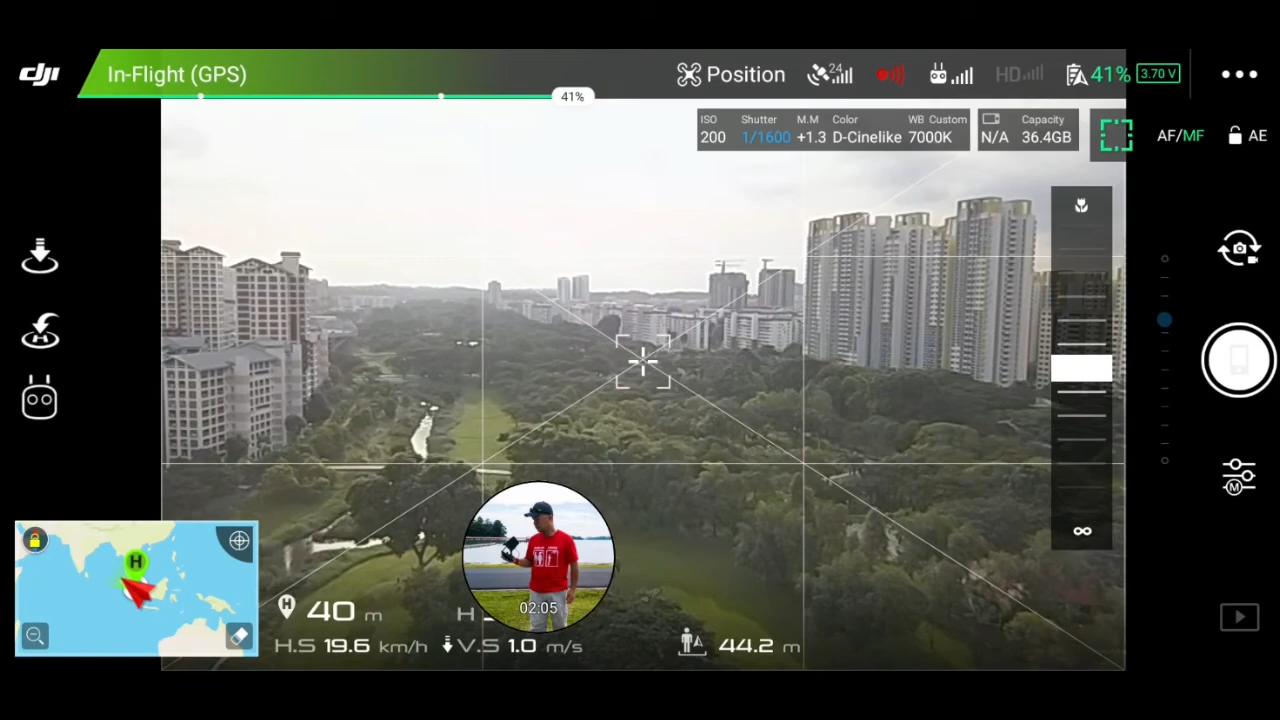 dji
In-Flight (GPS)
Position
24
HD
41%
3.70 V
41%
ISO
200
Shutter
1/1600
M.M
+1.3
Color
D-Cinelike
WB Custom
7000K
N/A
Capacity
36.4GB
AF/MF
AE
H
M
H
40 m
H
02:05
H.S 19.6 km/h
V.S 1.0 m/s
44.2 m